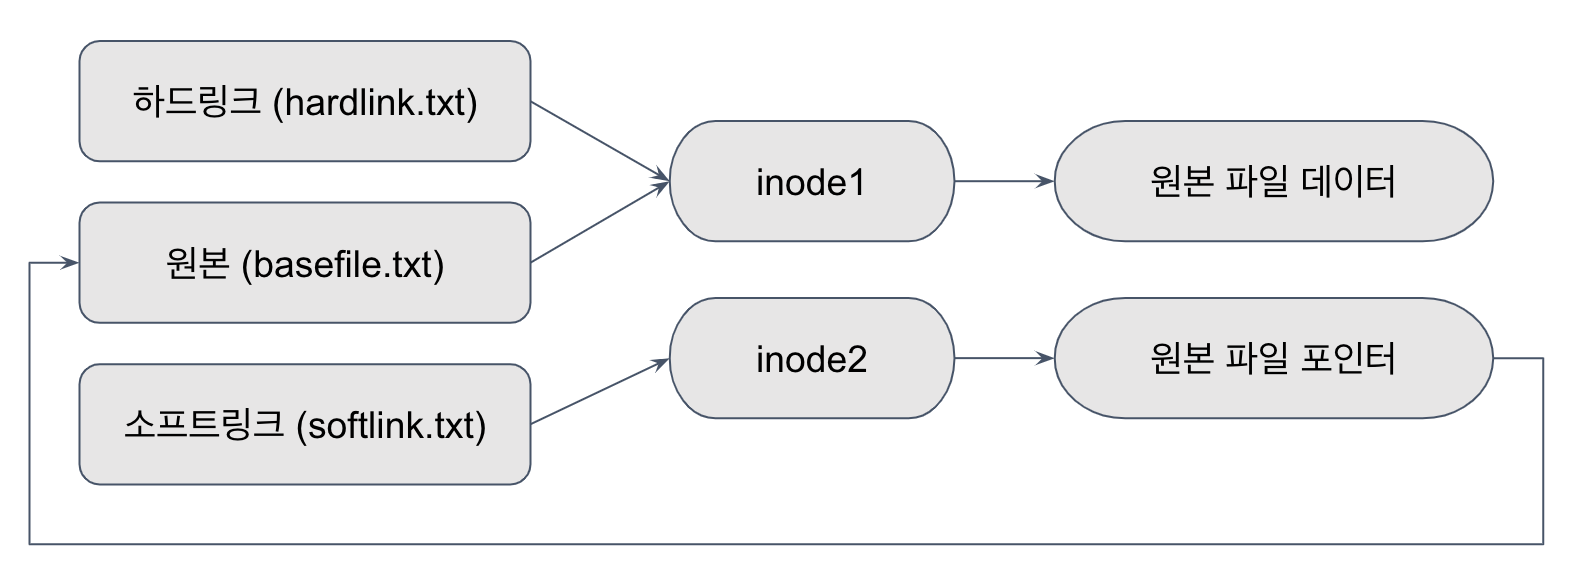 하드링크 (hardlink.txt)
inode1
원본 파일 데이터
원본 (basefile.txt)
inode2
원본 파일 포인터
소프트링크 (softlink.txt)